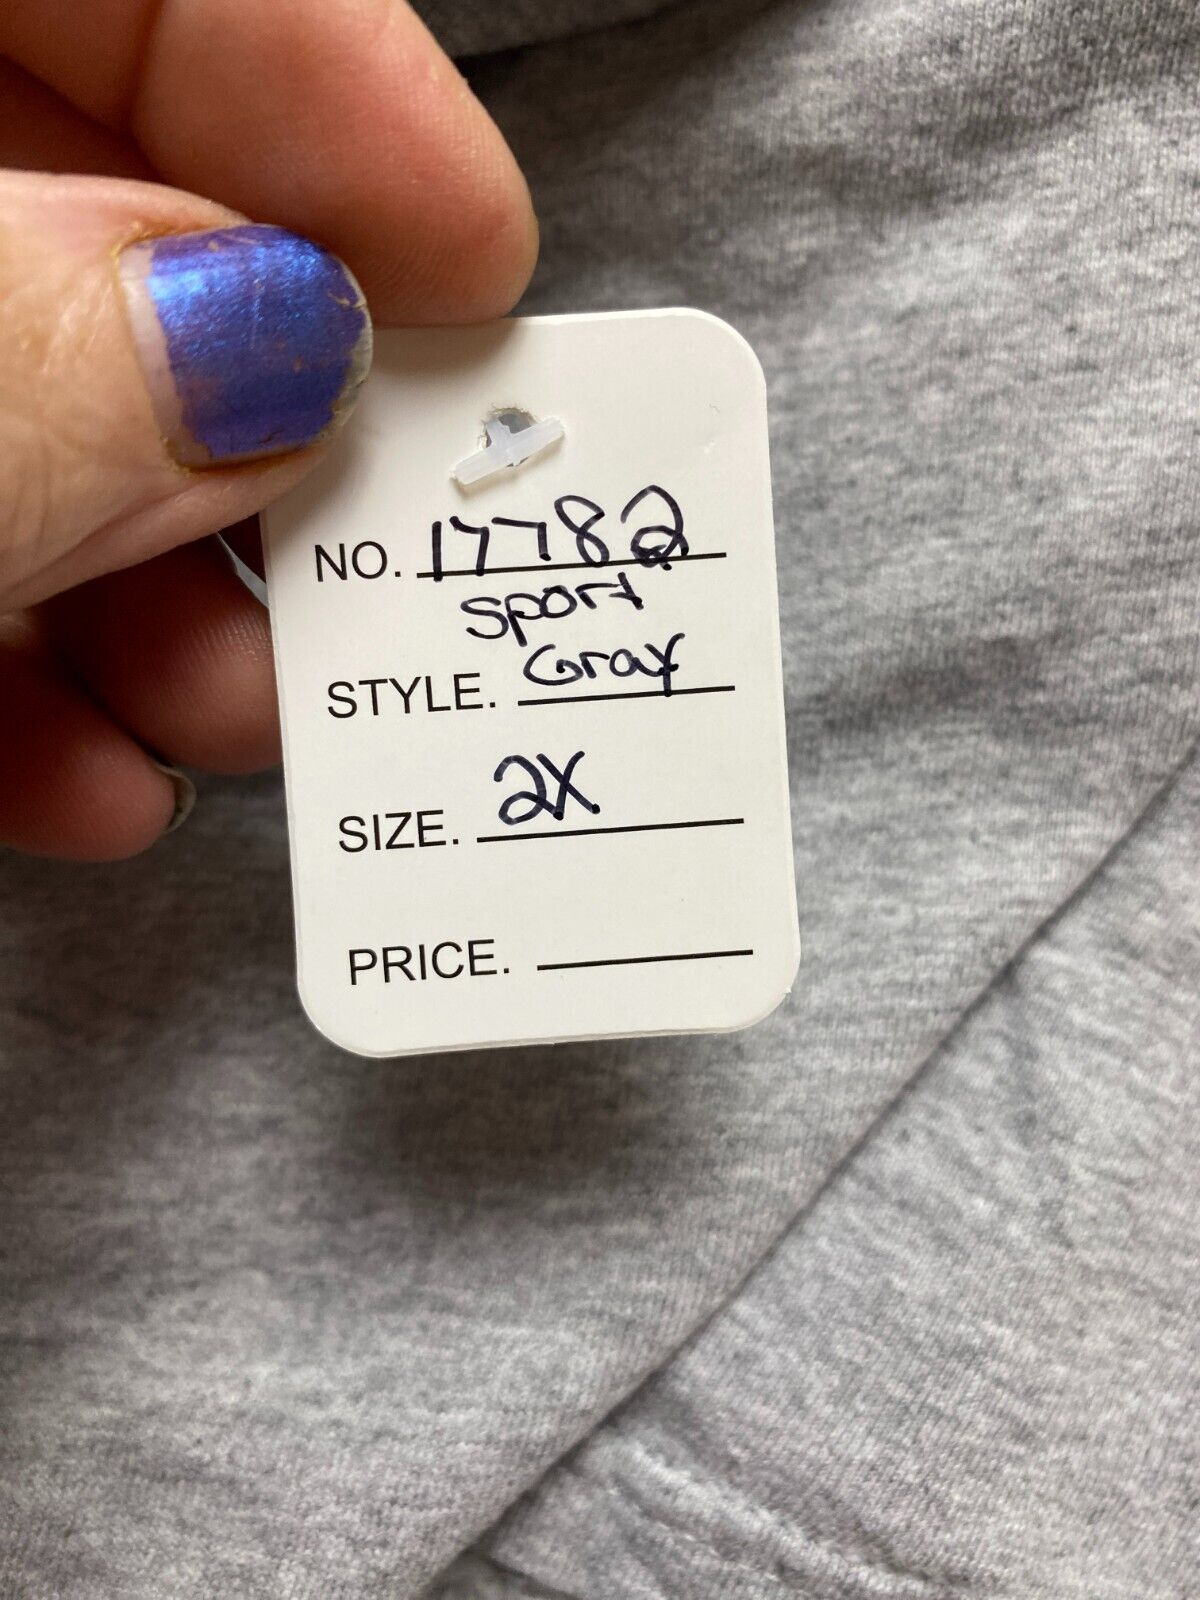 NO. 17782
Sport
STYLE. Gray
SIZE. 2X
PRICE.